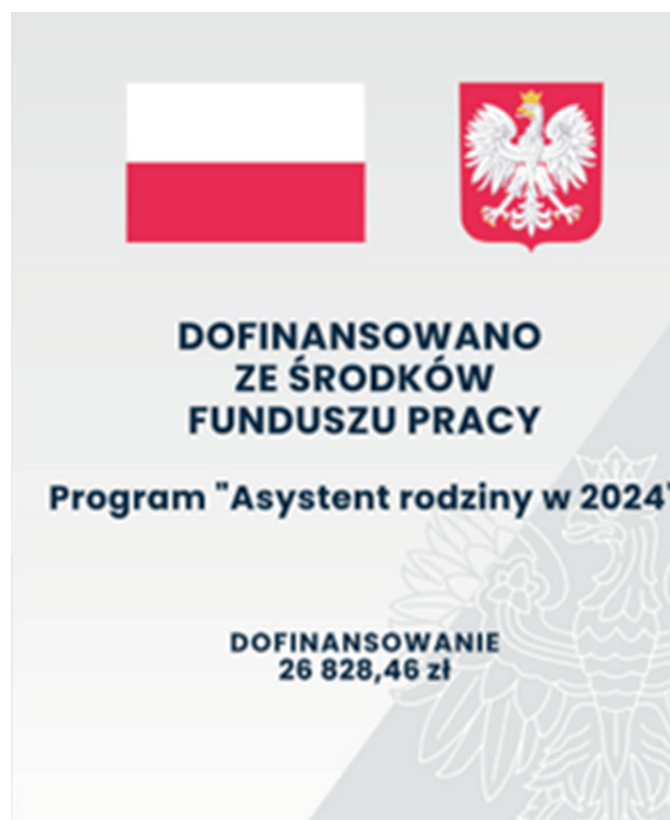 DOFINANSOWANO
ZE ŚRODKÓW
FUNDUSZU PRACY
Program "Asystent rodziny w 2024"
DOFINANSOWANIE
26 828,46 zł